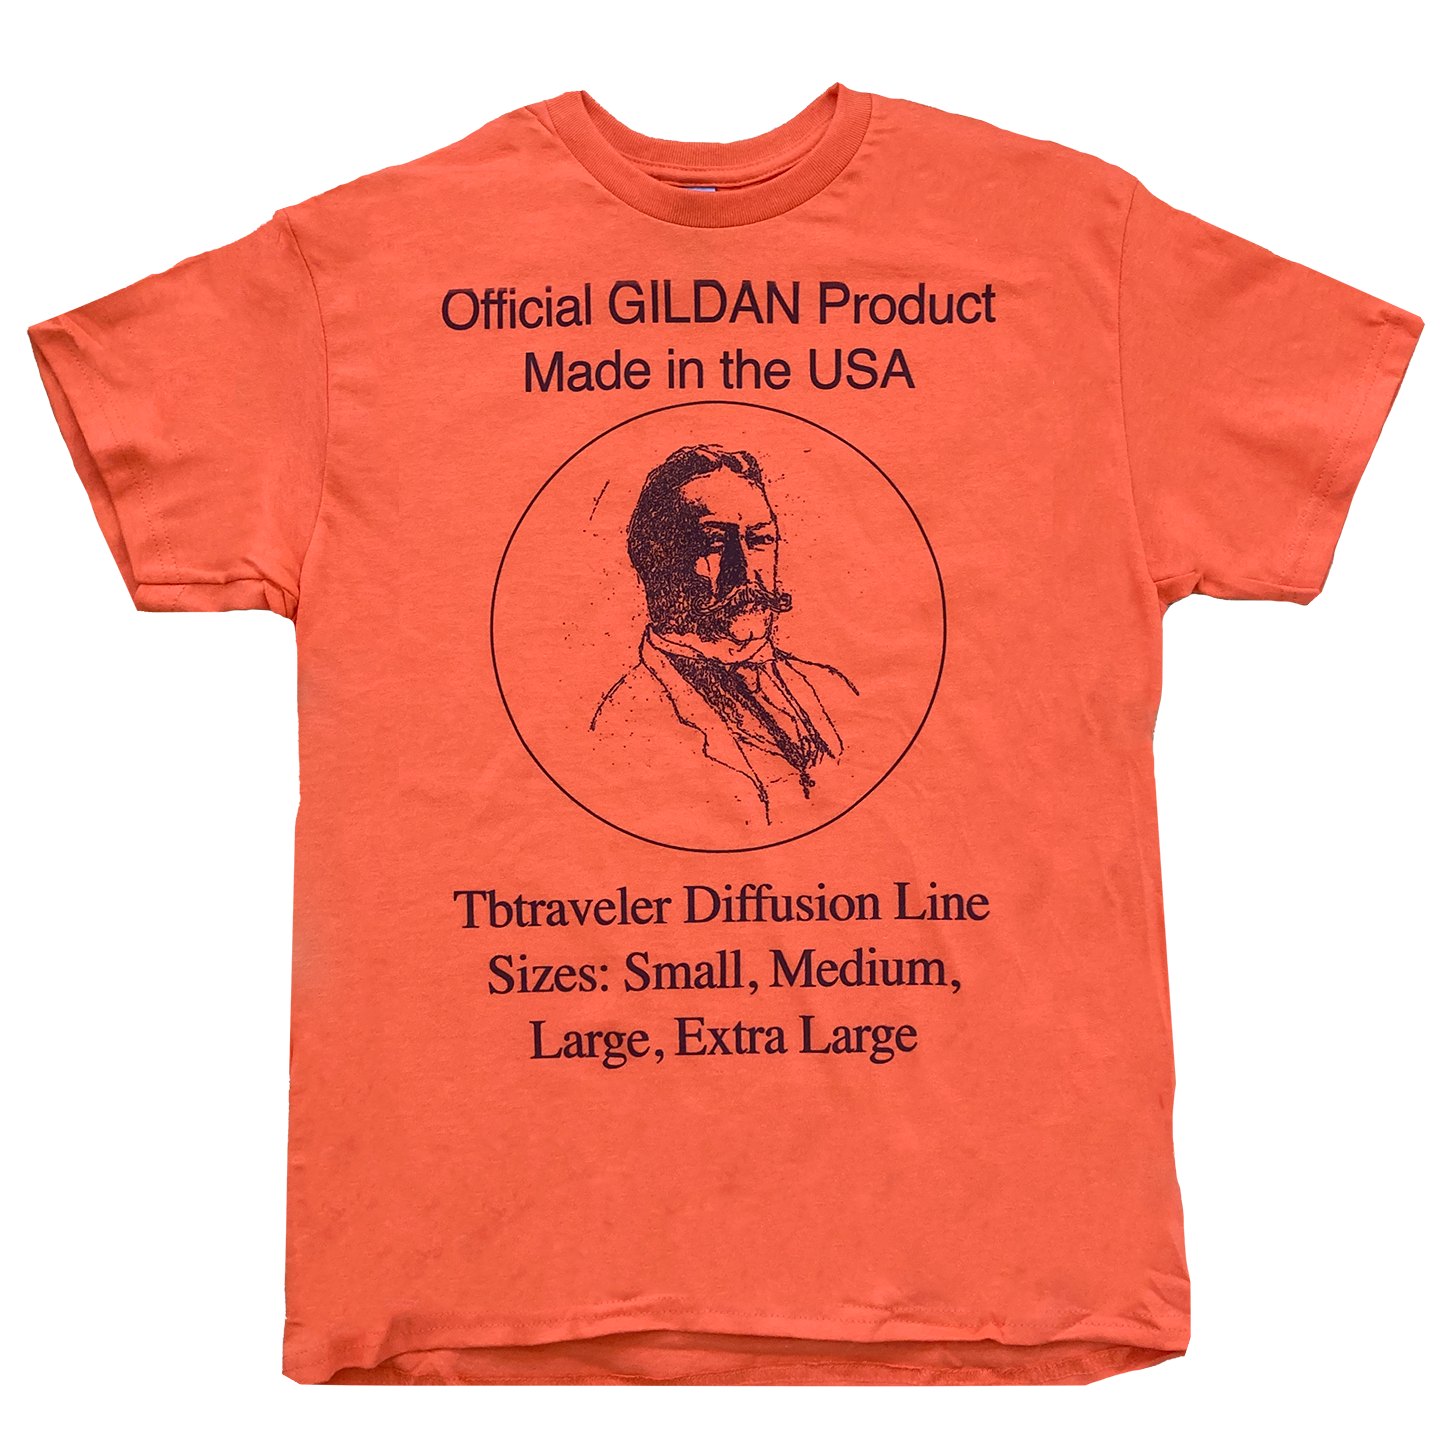 Official GILDAN Product
Made in the USA
Tbtraveler Diffusion Line
Sizes: Small, Medium,
Large, Extra Large